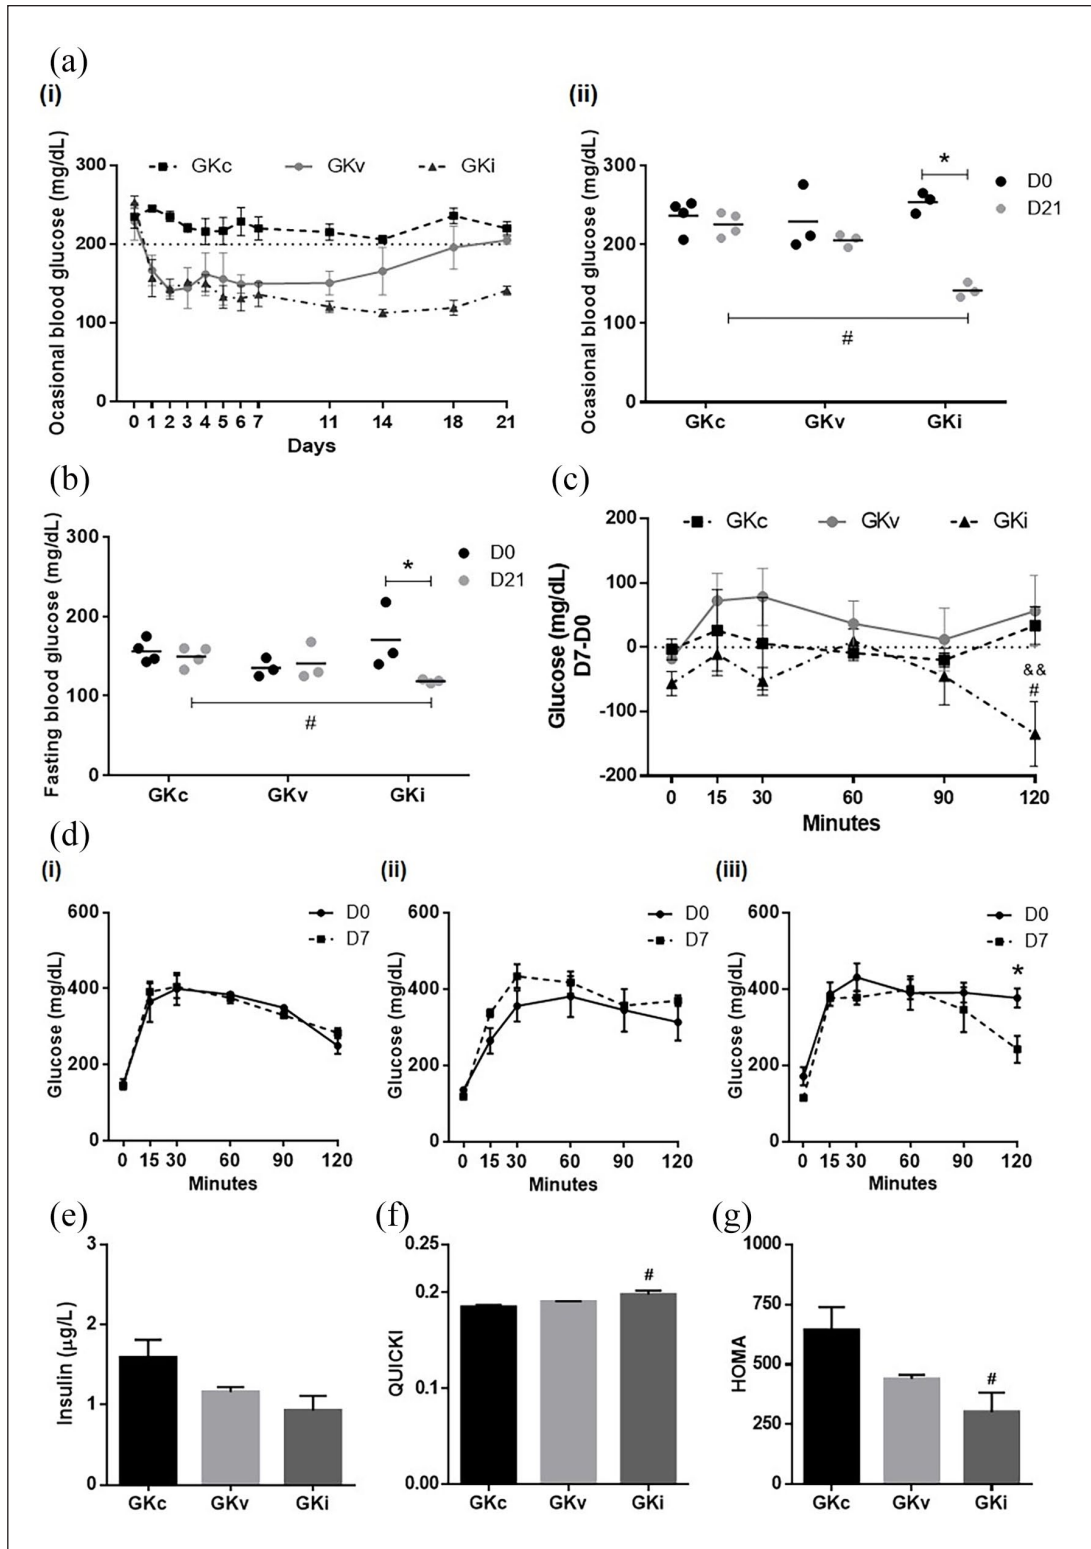 (a)
(i)
Ocasional blood glucose (mg/dL)
GKc GKv GKi
300
200
100
0
0 1 2 3 4 5 6 7 11 14 18 21
Days
(ii)
Ocasional blood glucose (mg/dL)
300
200
100
0
*
D0
D21
#
GKc GKv GKi
(b)
Fasting blood glucose (mg/dL)
300
200
100
0
*
D0
D21
#
GKc GKv GKi
(c)
Glucose (mg/dL)
D7-D0
GKc GKv GKi
200
100
0
-100
-200
&&
#
0 15 30 60 90 120
Minutes
(d)
(i)
Glucose (mg/dL)
600
400
200
0
D0
D7
0 15 30 60 90 120
Minutes
(ii)
Glucose (mg/dL)
600
400
200
0
D0
D7
0 15 30 60 90 120
Minutes
(iii)
Glucose (mg/dL)
600
400
200
0
D0
D7
*
0 15 30 60 90 120
Minutes
(e)
Insulin (µg/L)
3
2
1
0
GKc GKv GKi
(f)
QUICKI
0.25
0.2
0.1
0.00
#
GKc GKv GKi
(g)
HOMA
1000
750
500
250
0
#
GKc GKv GKi